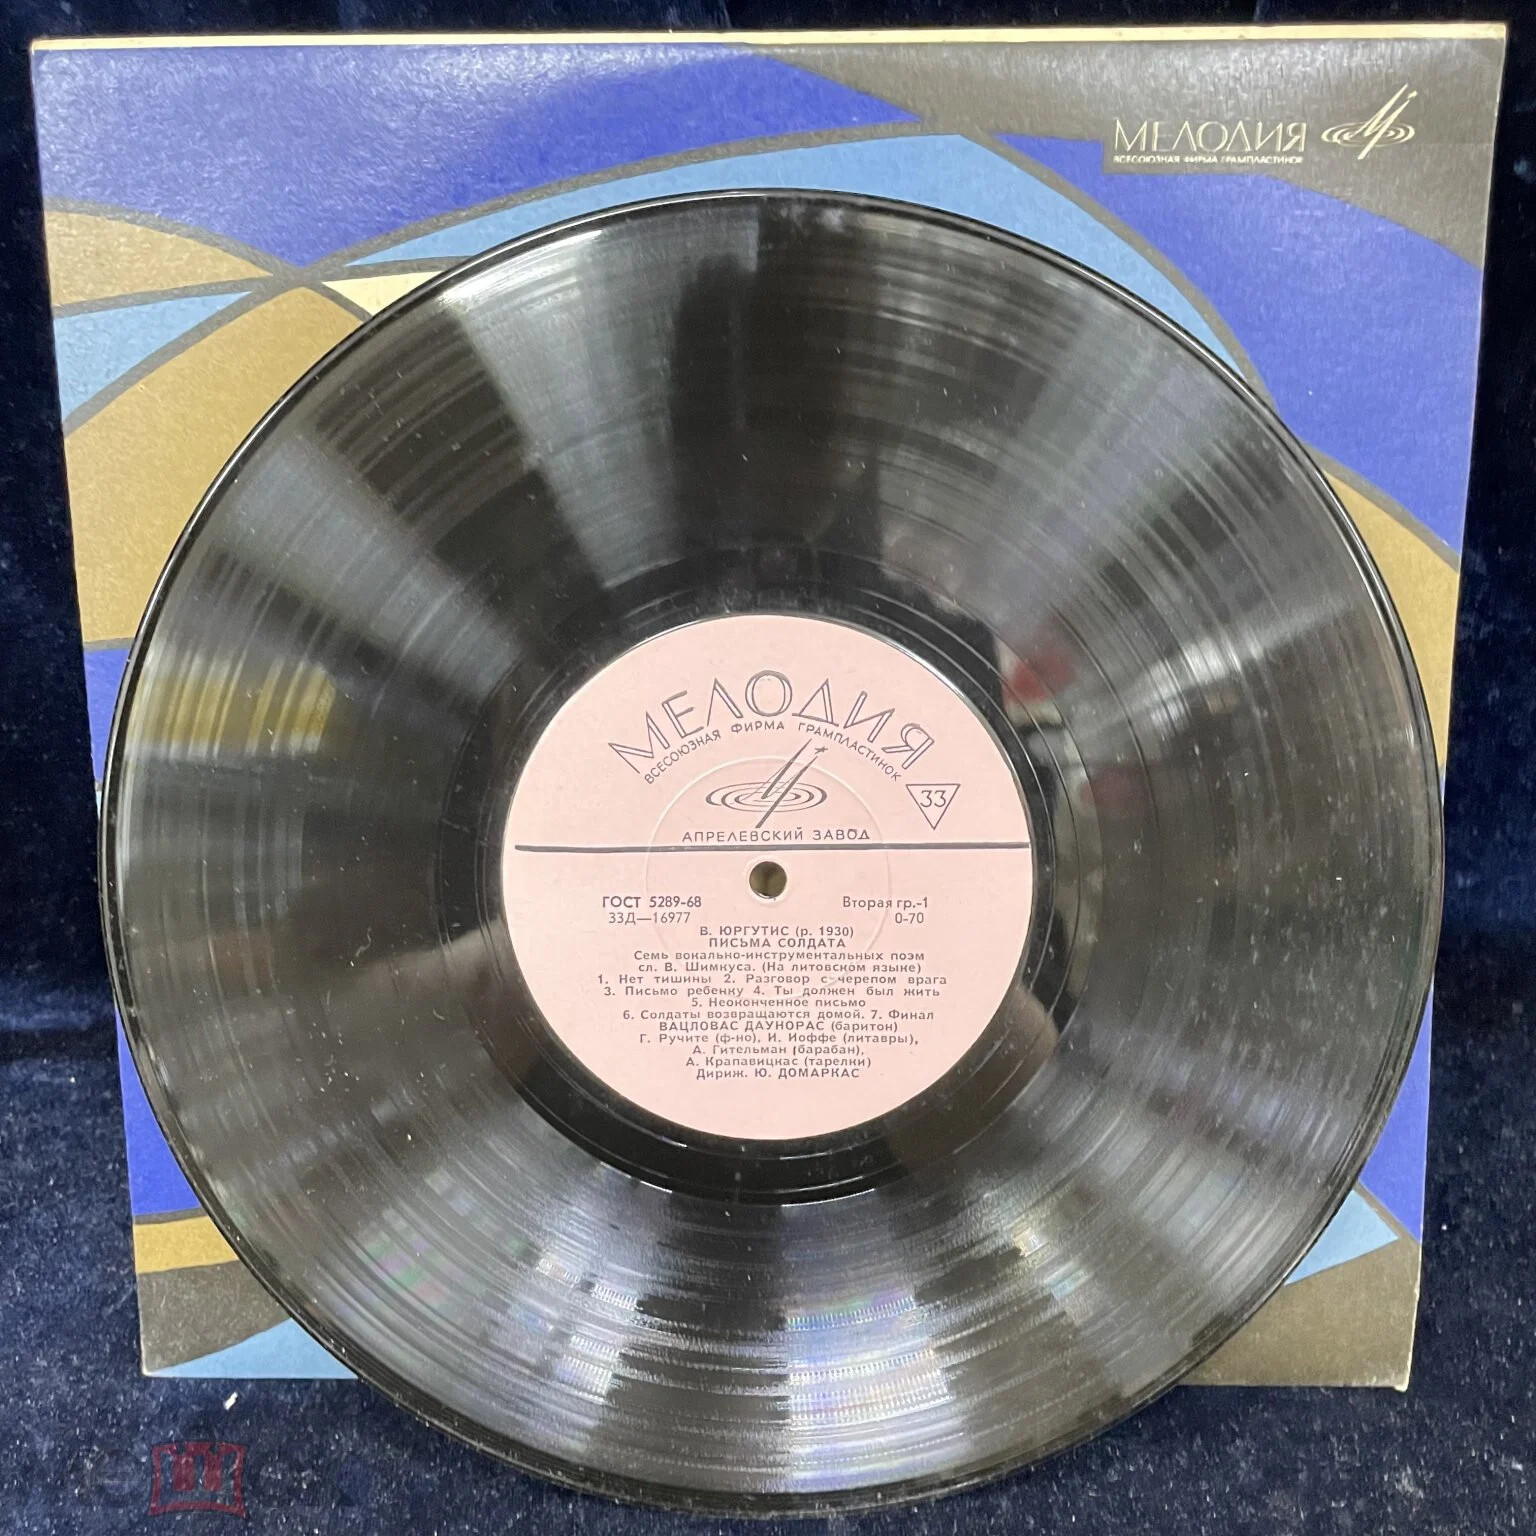 МЕЛОДИЯ
ВСЕСОЮЗНАЯ ФИРМА ГРАМПЛАСТИНОК
МЕЛОДИЯ
ВСЕСОЮЗНАЯ ФИРМА ГРАМПЛАСТИНОК
33
АПРЕЛЕВСКИЙ ЗАВОД
ГОСТ 5289-68 Вторая гр.-1
33Д—16977 0-70
В. ЮРГУТИС (р. 1930)
ПИСЬМА СОЛДАТА
Семь вокально-инструментальных поэм
сл. В. Шимкуса. (На литовском языке)
1. Нет тишины 2. Разговор с черепом врага
3. Письмо ребенку 4. Ты должен был жить
5. Неоконченное письмо
6. Солдаты возвращаются домой. 7. Финал
ВАЦЛОВАС ДАУНОРАС (баритон)
Г. Ручите (ф-но), И. Иоффе (литавры),
А. Гительман (барабан),
А. Крапавицкас (тарелки)
Дириж. Ю. ДОМАРКАС